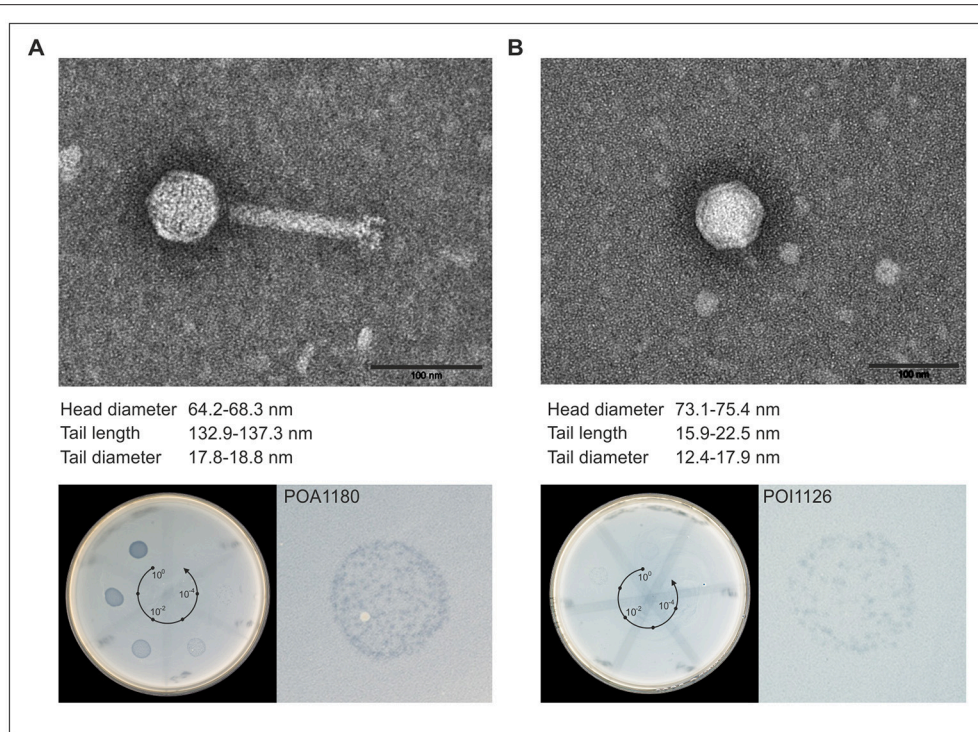 A
B
100 nm
100 nm
Head diameter 64.2-68.3 nm
Tail length 132.9-137.3 nm
Tail diameter 17.8-18.8 nm
Head diameter 73.1-75.4 nm
Tail length 15.9-22.5 nm
Tail diameter 12.4-17.9 nm
POA1180
10⁰
10⁻²
10⁻⁴
POI1126
10⁰
10⁻²
10⁻⁴